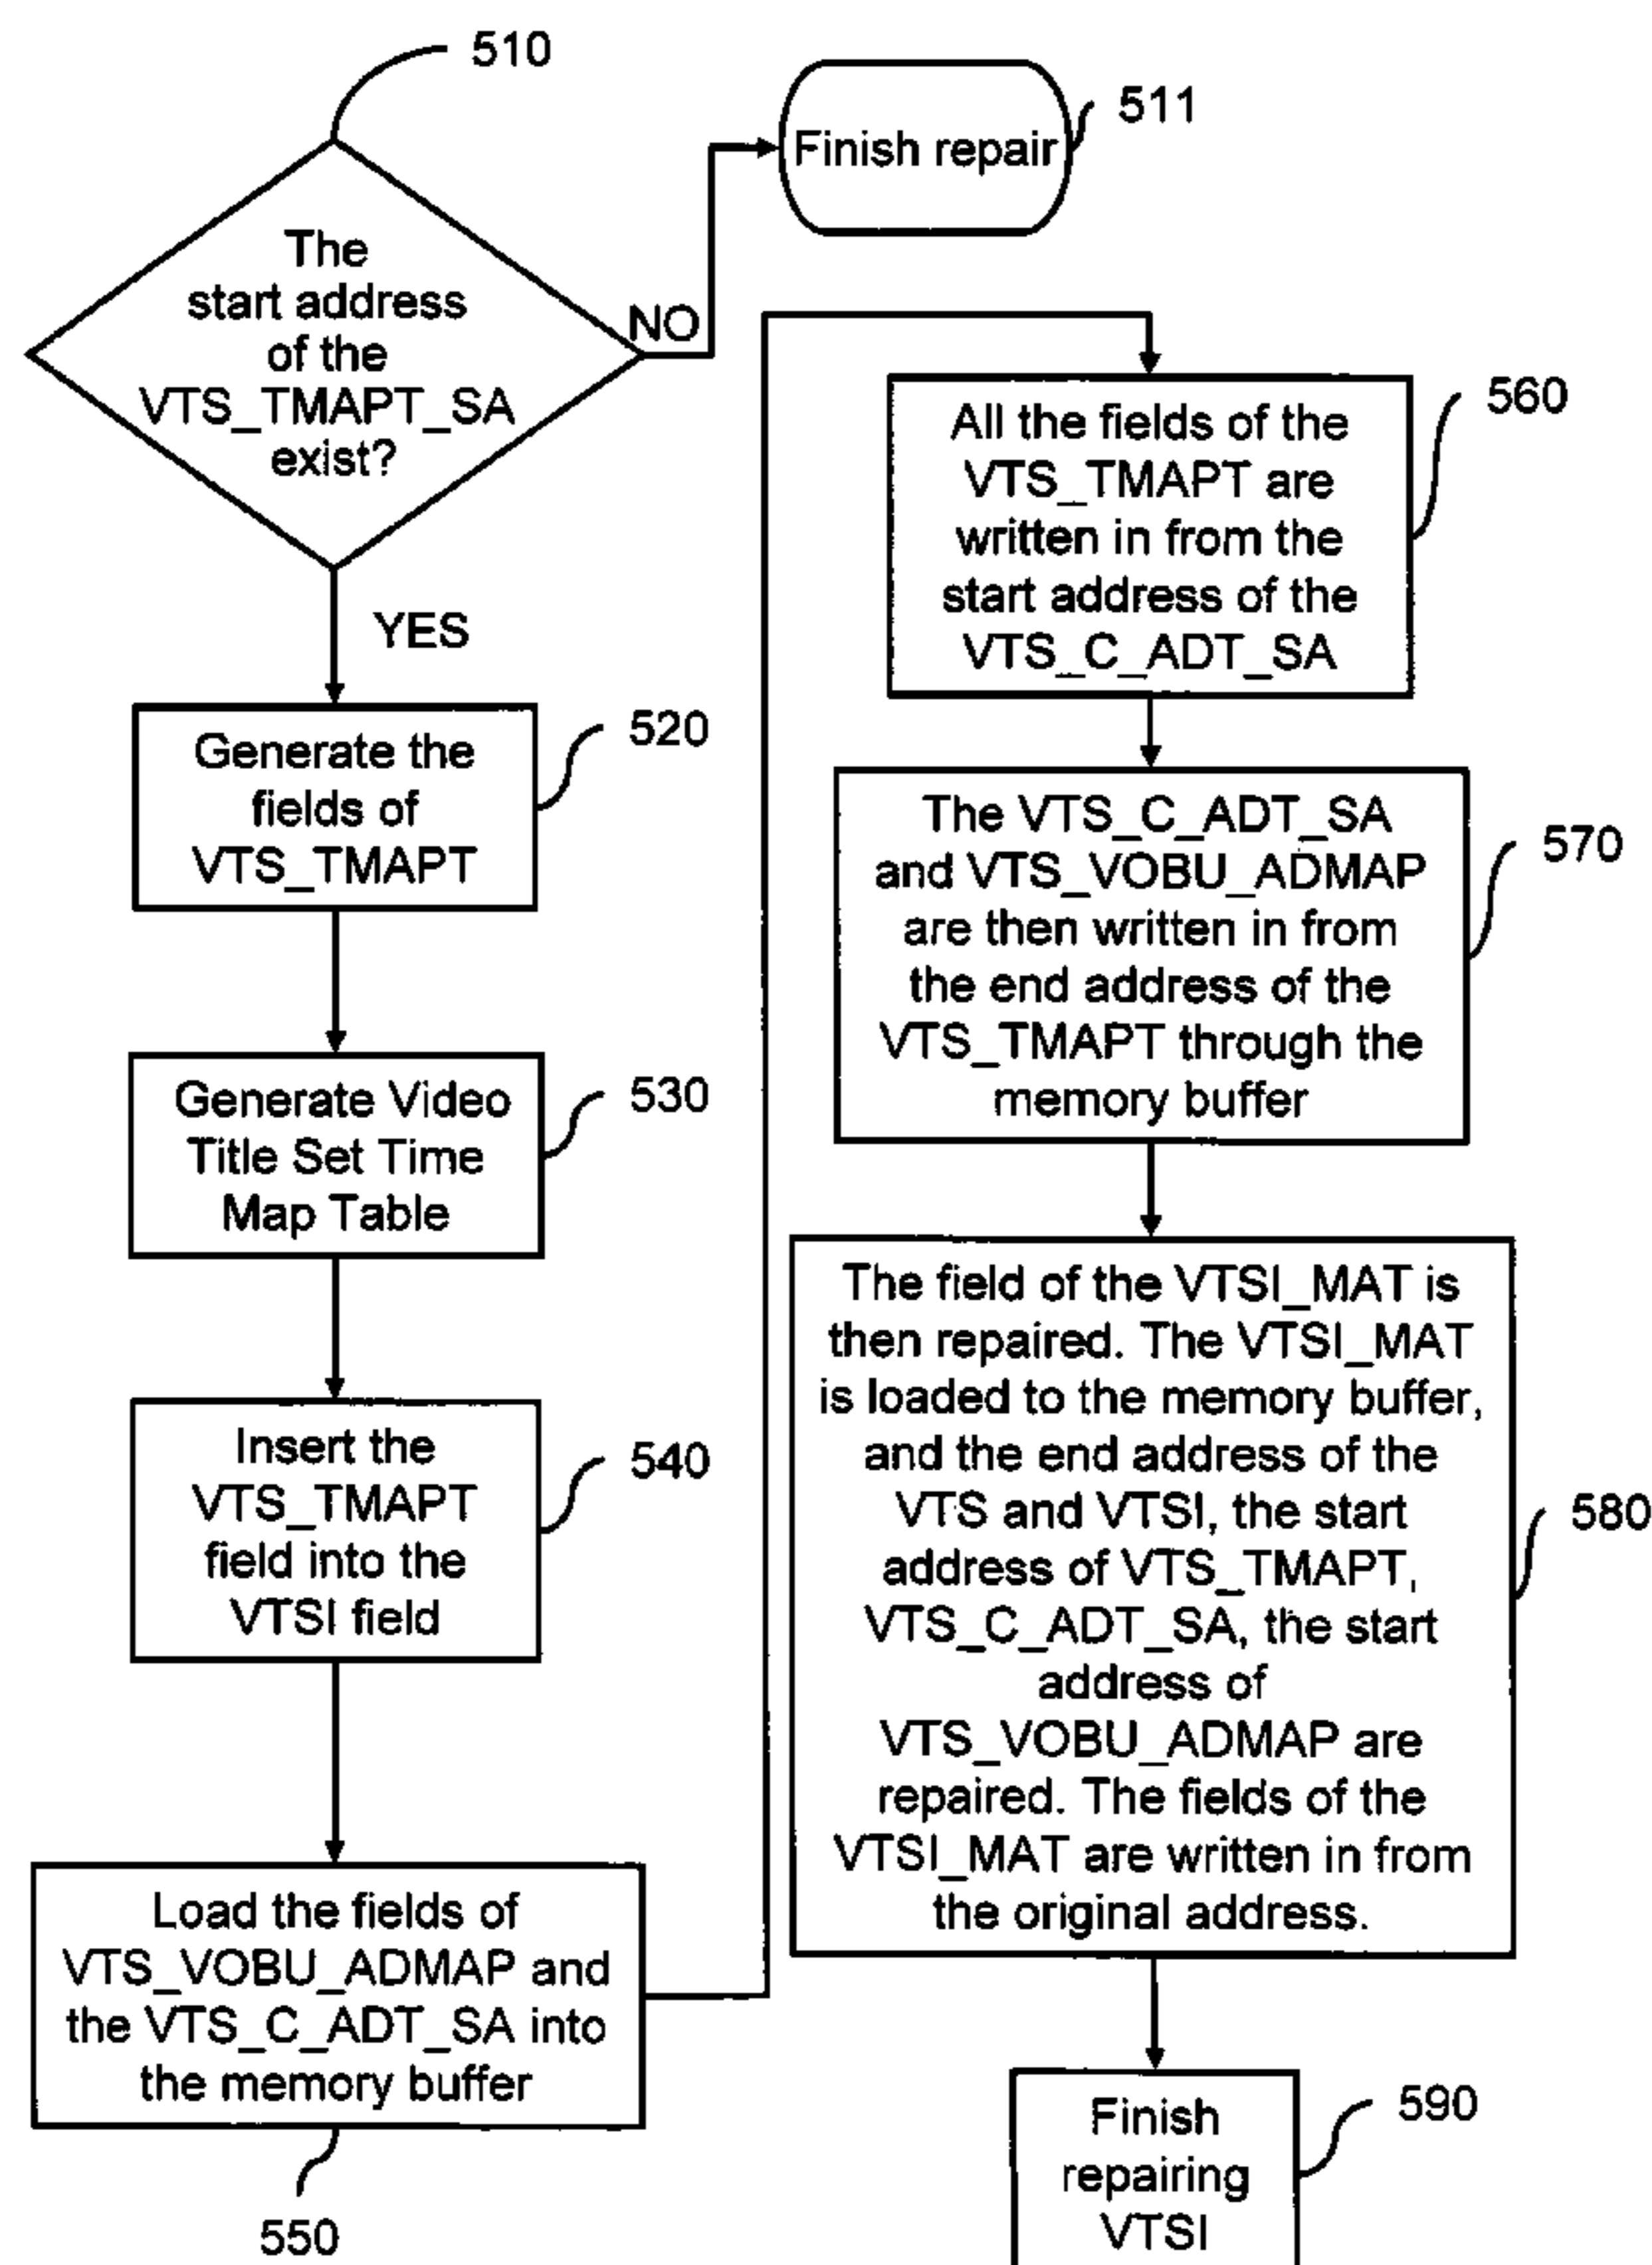 510
The
start address
of the
VTS_TMAPT_SA
exist?
NO
Finish repair
511
YES
Generate the
fields of
VTS_TMAPT
520
Generate Video
Title Set Time
Map Table
530
Insert the
VTS_TMAPT
field into the
VTSI field
540
Load the fields of
VTS_VOBU_ADMAP and
the VTS_C_ADT_SA into
the memory buffer
550
All the fields of the
VTS_TMAPT are
written in from the
start address of the
VTS_C_ADT_SA
560
The VTS_C_ADT_SA
and VTS_VOBU_ADMAP
are then written in from
the end address of the
VTS_TMAPT through the
memory buffer
570
The field of the VTSI_MAT is
then repaired. The VTSI_MAT
is loaded to the memory buffer,
and the end address of the
VTS and VTSI, the start
address of VTS_TMAPT,
VTS_C_ADT_SA, the start
address of
VTS_VOBU_ADMAP are
repaired. The fields of the
VTSI_MAT are written in from
the original address.
580
Finish
repairing
VTSI
590